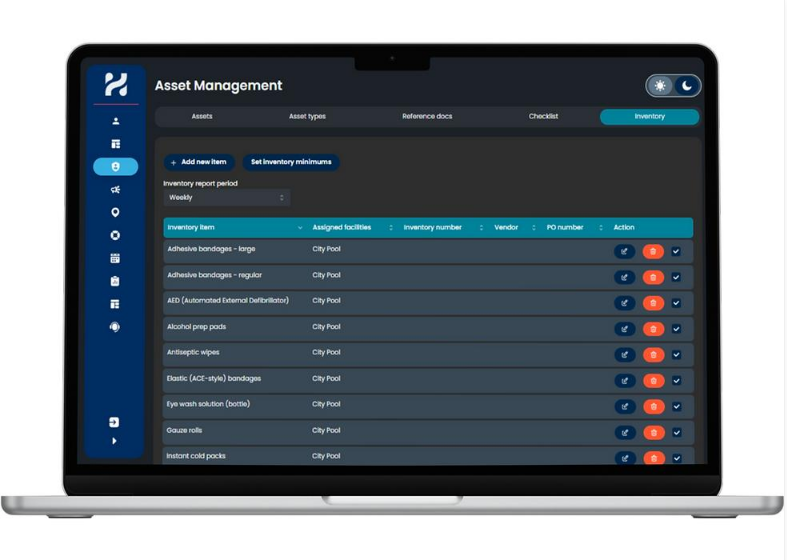 Asset Management
Assets Asset types Reference docs Checklist Inventory
+ Add new item Set inventory minimums
Inventory report period
Weekly
Inventory item Assigned facilities Inventory number Vendor PO number Action
Adhesive bandages - large City Pool
Adhesive bandages - regular City Pool
AED (Automated External Defibrillator) City Pool
Alcohol prep pads City Pool
Antiseptic wipes City Pool
Elastic (ACE-style) bandages City Pool
Eye wash solution (bottle) City Pool
Gauze rolls City Pool
Instant cold packs City Pool